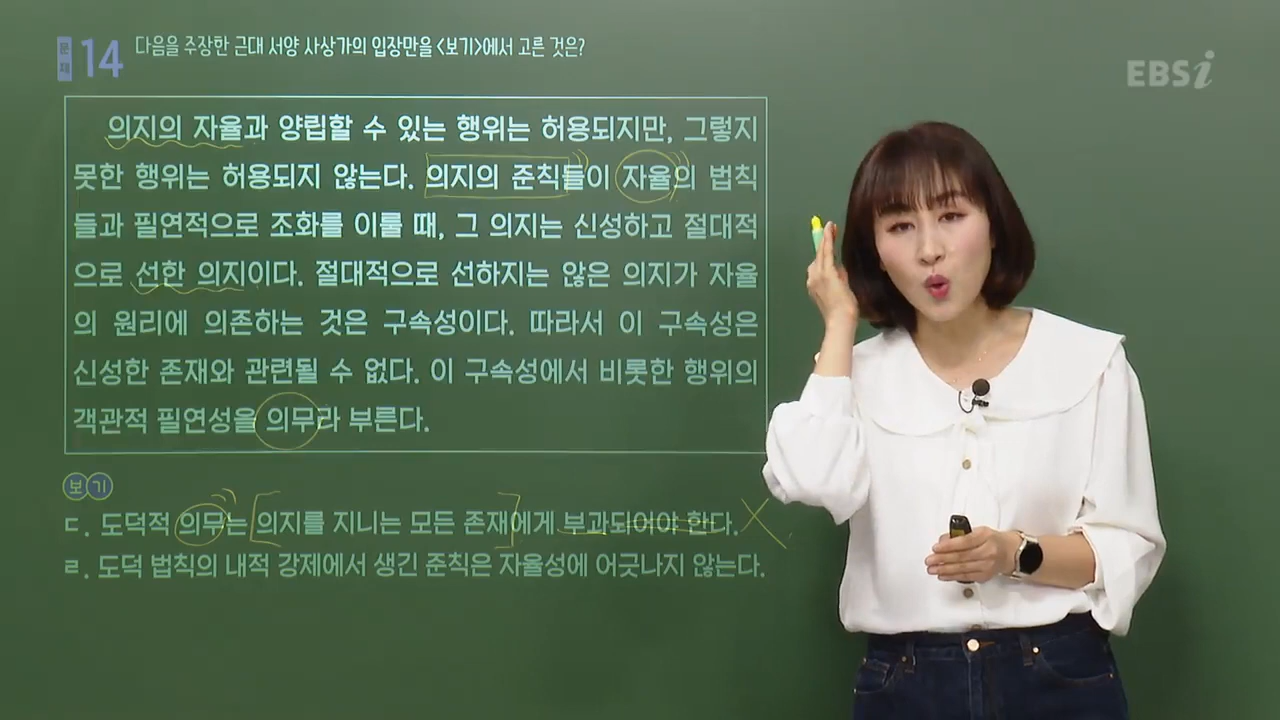 문제 14 다음을 주장한 근대 서양 사상가의 입장만을 <보기>에서 고른 것은?
EBSi
의지의 자율과 양립할 수 있는 행위는 허용되지만, 그렇지
못한 행위는 허용되지 않는다. 의지의 준칙들이 자율의 법칙
들과 필연적으로 조화를 이룰 때, 그 의지는 신성하고 절대적
으로 선한 의지이다. 절대적으로 선하지는 않은 의지가 자율
의 원리에 의존하는 것은 구속성이다. 따라서 이 구속성은
신성한 존재와 관련될 수 없다. 이 구속성에서 비롯한 행위의
객관적 필연성을 의무라 부른다.
보기
ㄷ. 도덕적 의무는 의지를 지니는 모든 존재에게 부과되어야 한다.
ㄹ. 도덕 법칙의 내적 강제에서 생긴 준칙은 자율성에 어긋나지 않는다.